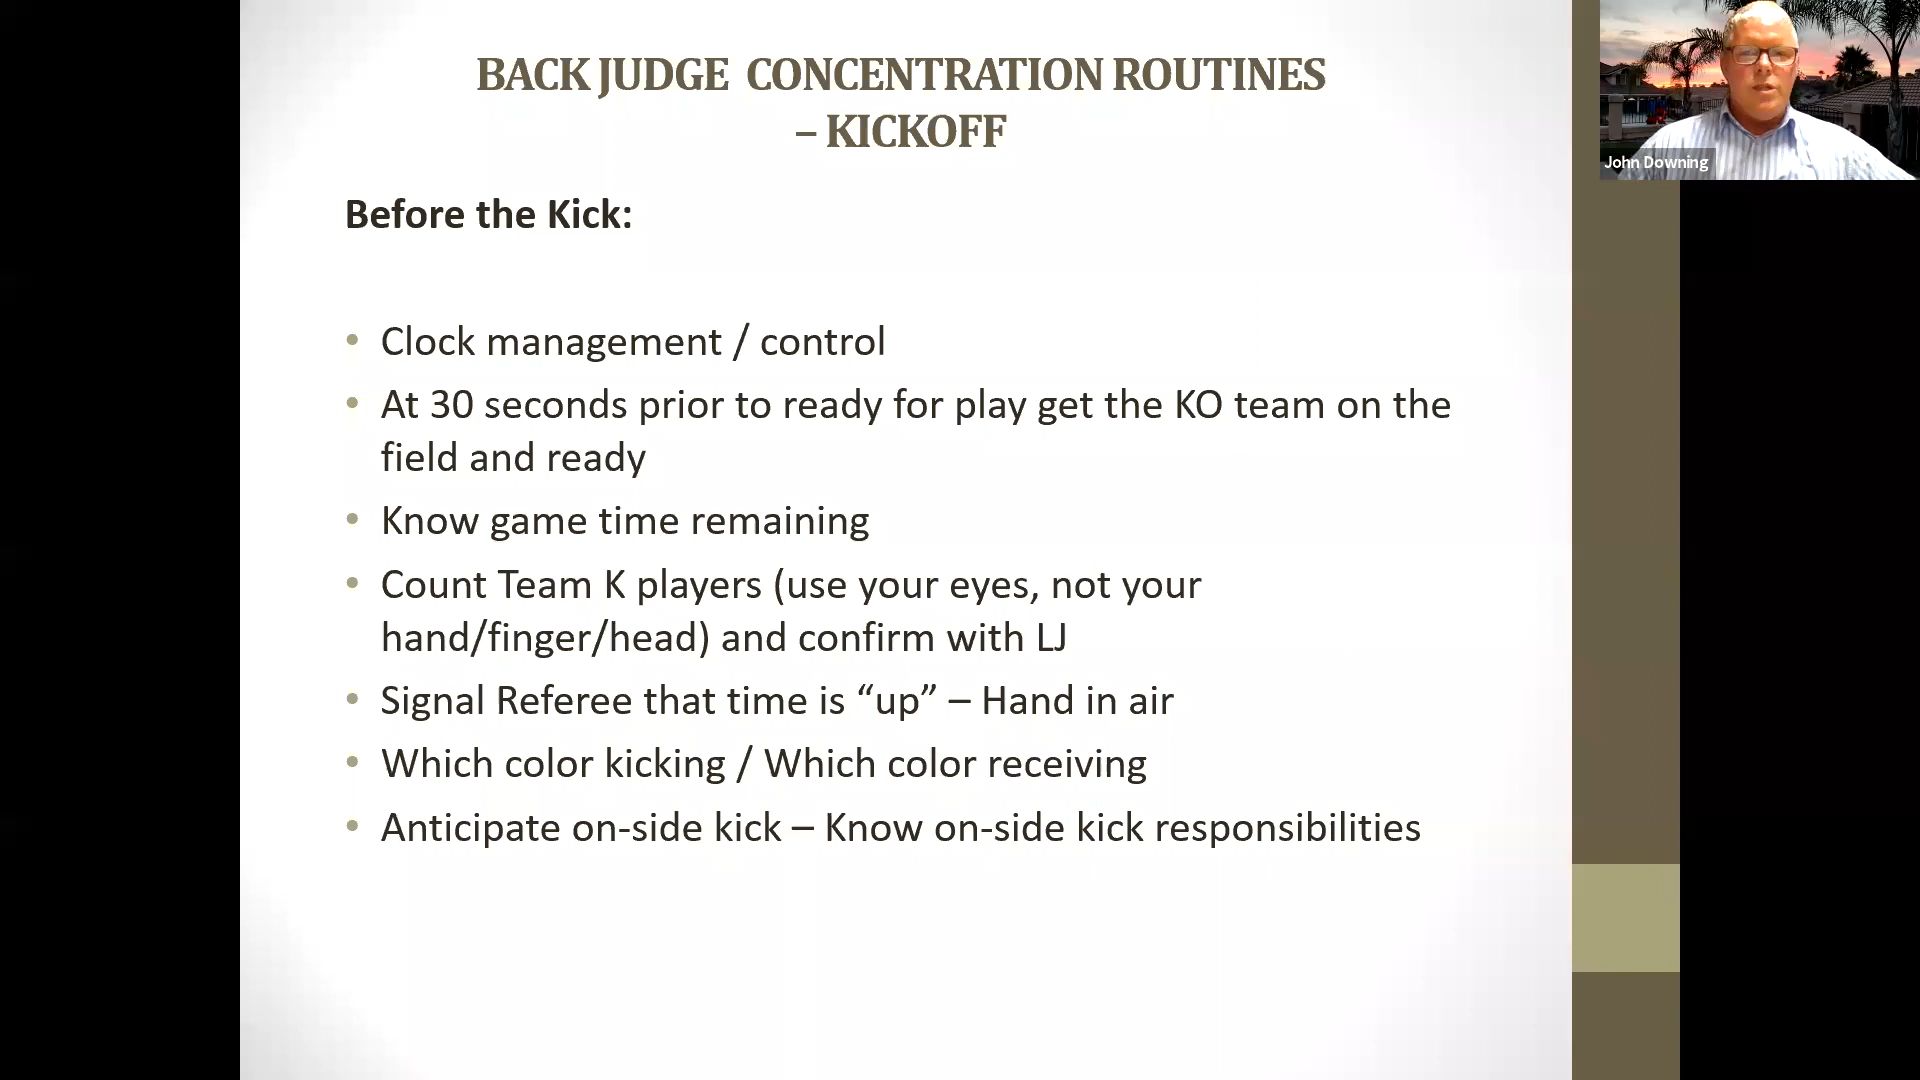 BACK JUDGE CONCENTRATION ROUTINES
– KICKOFF
John Downing
Before the Kick:
• Clock management / control
• At 30 seconds prior to ready for play get the KO team on the
field and ready
• Know game time remaining
• Count Team K players (use your eyes, not your
hand/finger/head) and confirm with LJ
• Signal Referee that time is “up” – Hand in air
• Which color kicking / Which color receiving
• Anticipate on-side kick – Know on-side kick responsibilities